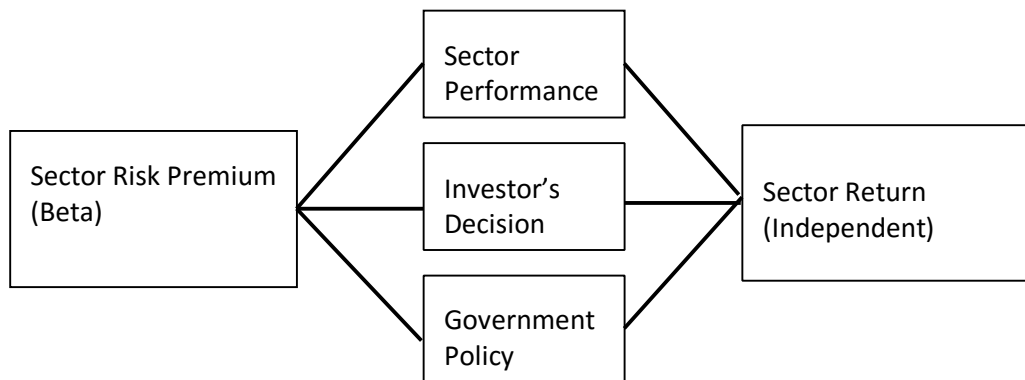 Sector
Performance
Sector Risk Premium
(Beta)
Investor’s
Decision
Sector Return
(Independent)
Government
Policy